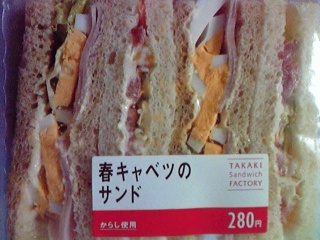 春キャベツの
サンド
TAKAKI
Sandwich
FACTORY
からし使用
280円